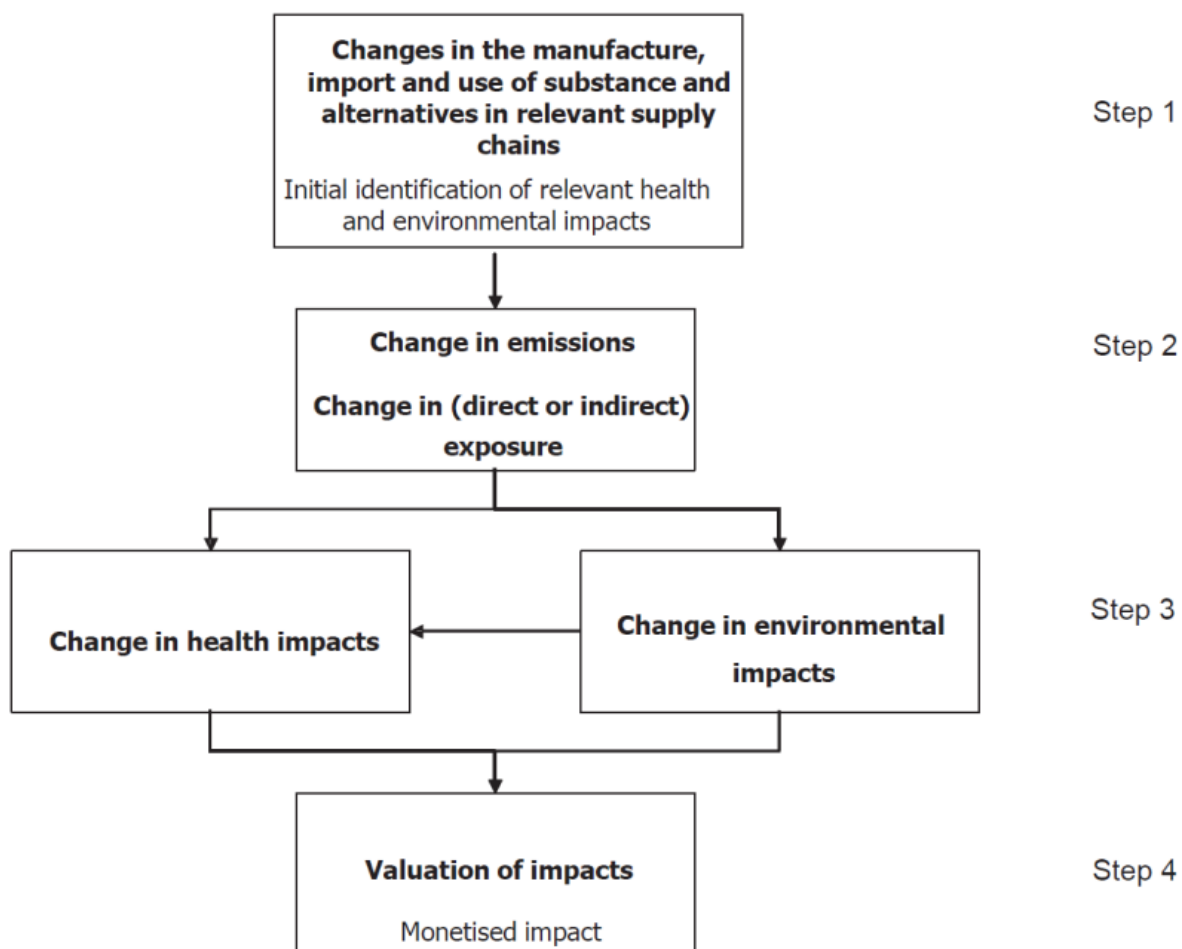 Changes in the manufacture,
import and use of substance and
alternatives in relevant supply
chains
Initial identification of relevant health
and environmental impacts
Step 1
Change in emissions
Change in (direct or indirect)
exposure
Step 2
Change in health impacts
Change in environmental
impacts
Step 3
Valuation of impacts
Monetised impact
Step 4